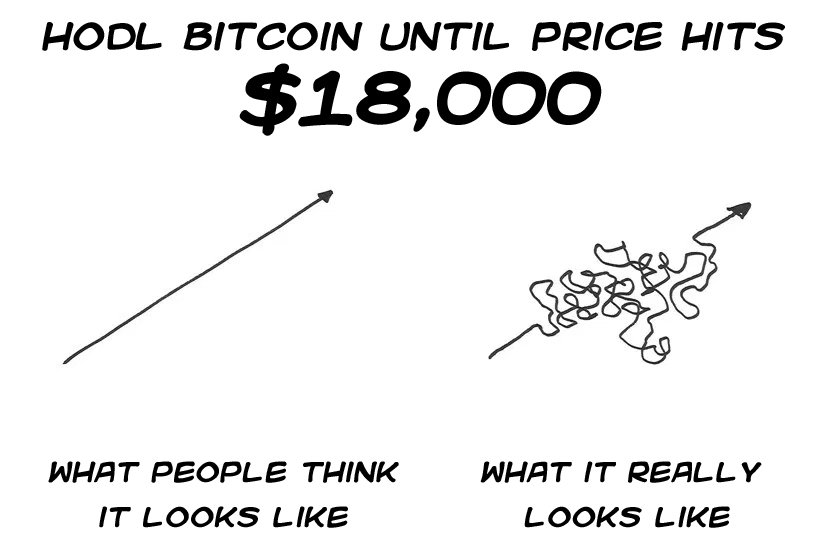 HODL BITCOIN UNTIL PRICE HITS
$18,000
WHAT PEOPLE THINK
IT LOOKS LIKE
WHAT IT REALLY
LOOKS LIKE